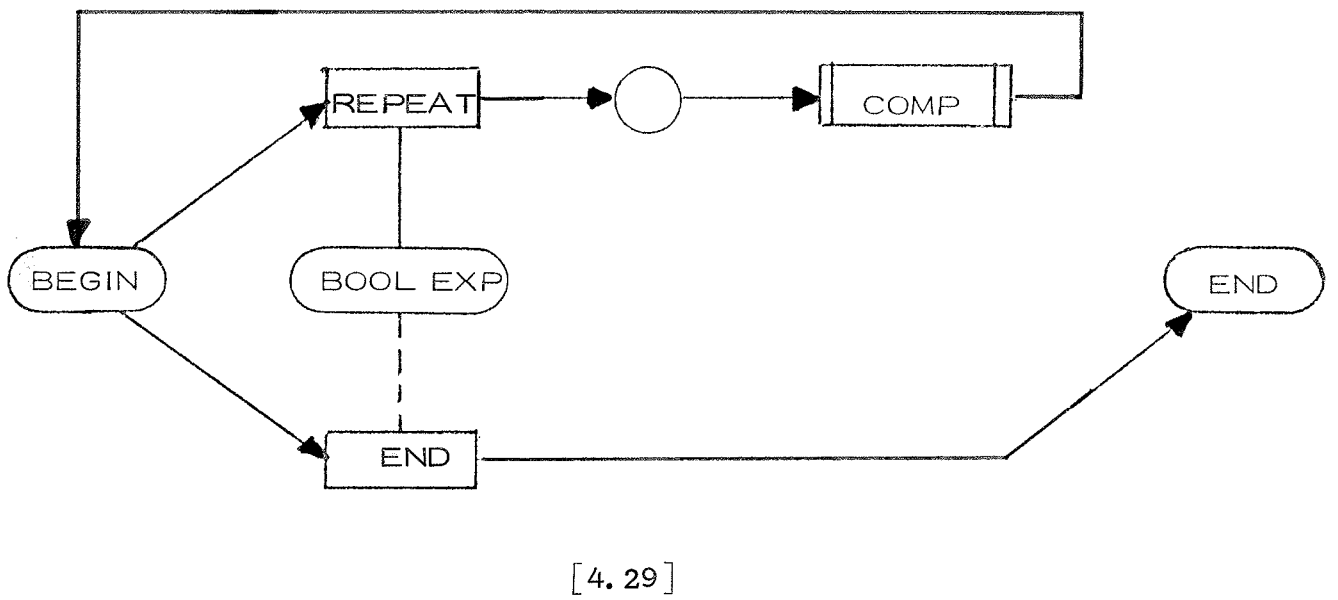 REPEAT
COMP
BEGIN
BOOL EXP
END
END
[4.29]